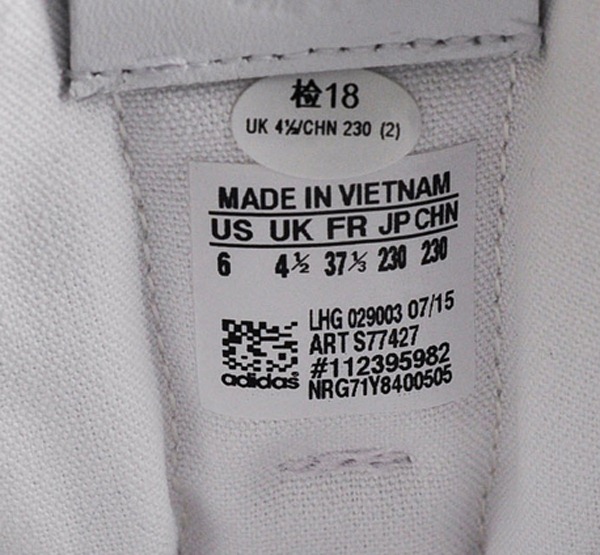 检18
UK 4½/CHN 230 (2)
MADE IN VIETNAM
US UK FR JP CHN
6 4½ 37⅓ 230 230
LHG 029003 07/15
ART S77427
#112395982
NRG71Y8400505
adidas